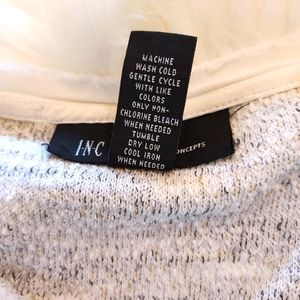 MACHINE
WASH COLD
GENTLE CYCLE
WITH LIKE
COLORS
ONLY NON-
CHLORINE BLEACH
WHEN NEEDED
TUMBLE
DRY LOW
COOL IRON
WHEN NEEDED
I.N.C
CONCEPTS